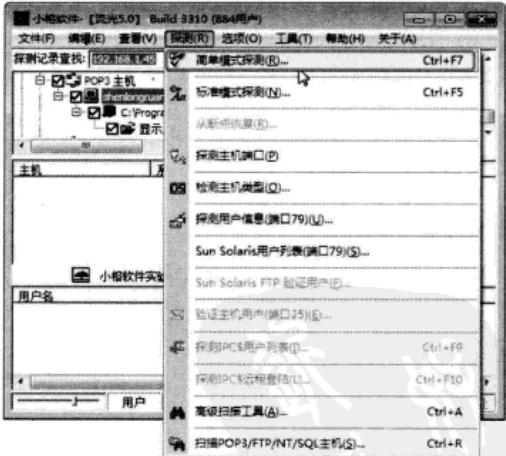 小榕软件-【流光5.0】 Build 3310 (884用户)
文件(F) 编辑(E) 查看(V) 探测(R) 选项(O) 工具(T) 帮助(H) 关于(A)
探测记录查找:
简单模式探测(R)... Ctrl+F7
POP3 主机
标准模式探测(N)... Ctrl+F5
C:\Progra
显示
从断点恢复(R)...
探测主机端口(P)
主机
检测主机类型(O)...
探测用户信息(端口79)(U)...
Sun Solaris用户列表(端口79)(S)...
小榕软件实验
Sun Solaris FTP 验证用户(F)...
用户名
验证主机用户(端口25)(E)...
探测IPC$用户列表(I)... Ctrl+F9
探测IPC$远程登陆(L)... Ctrl+F10
用户
高级扫描工具(A)... Ctrl+A
扫描POP3/FTP/NT/SQL主机(S)... Ctrl+R